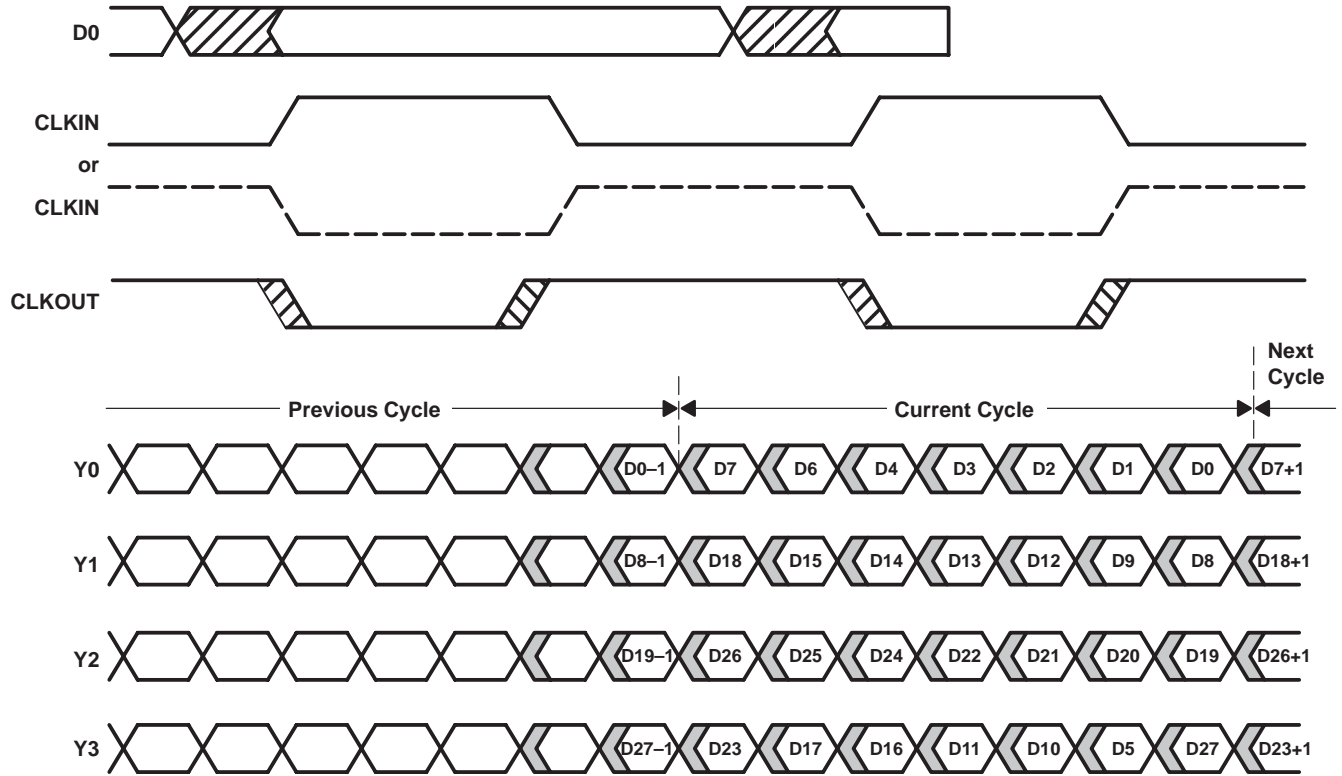 D0
CLKIN
or
CLKIN
CLKOUT
Next
Cycle
Previous Cycle
Current Cycle
Y0 D0–1 D7 D6 D4 D3 D2 D1 D0 D7+1
Y1 D8–1 D18 D15 D14 D13 D12 D9 D8 D18+1
Y2 D19–1 D26 D25 D24 D22 D21 D20 D19 D26+1
Y3 D27–1 D23 D17 D16 D11 D10 D5 D27 D23+1